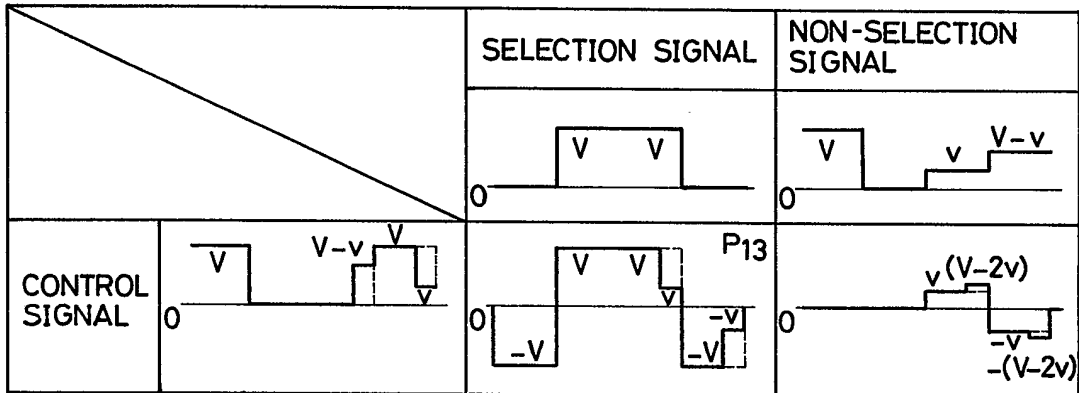 SELECTION SIGNAL
NON-SELECTION
SIGNAL
V V
0
V v V-v
0
CONTROL
SIGNAL
V V-v V v
0
P13
V V v -v
0
-V -V
v (V-2v)
0
-v
-(V-2v)